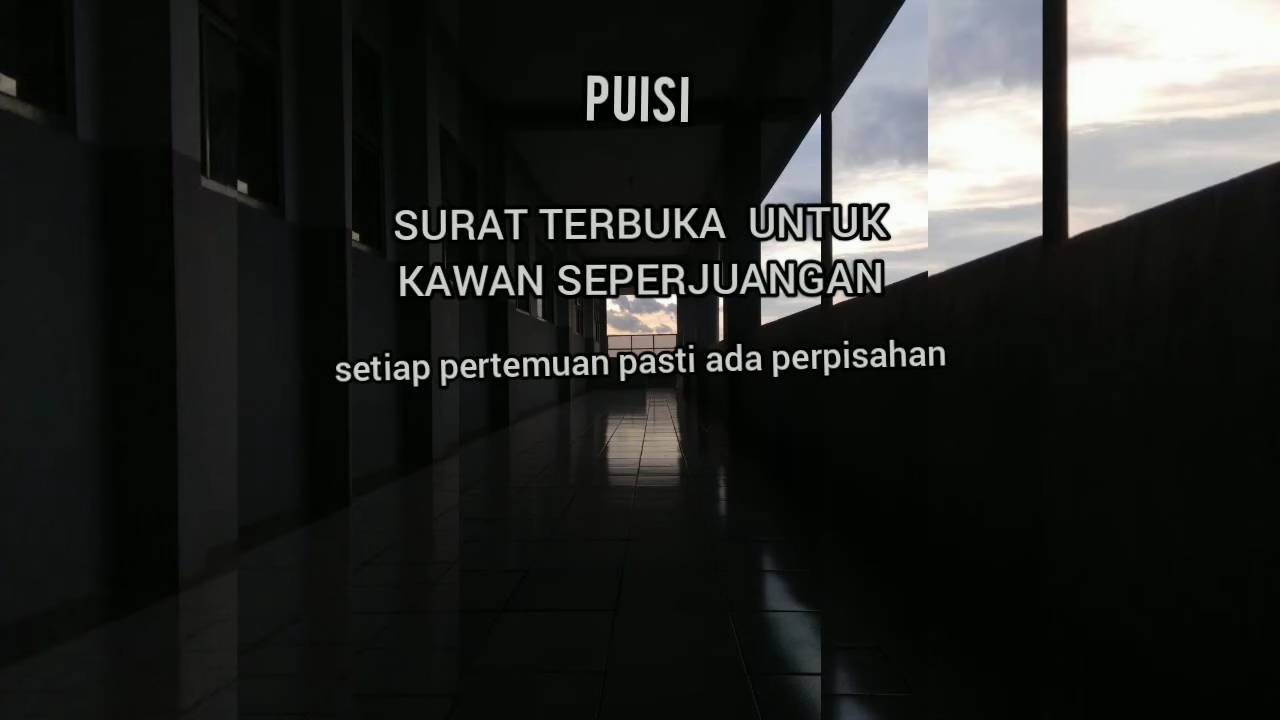 PUISI
SURAT TERBUKA UNTUK
KAWAN SEPERJUANGAN
setiap pertemuan pasti ada perpisahan